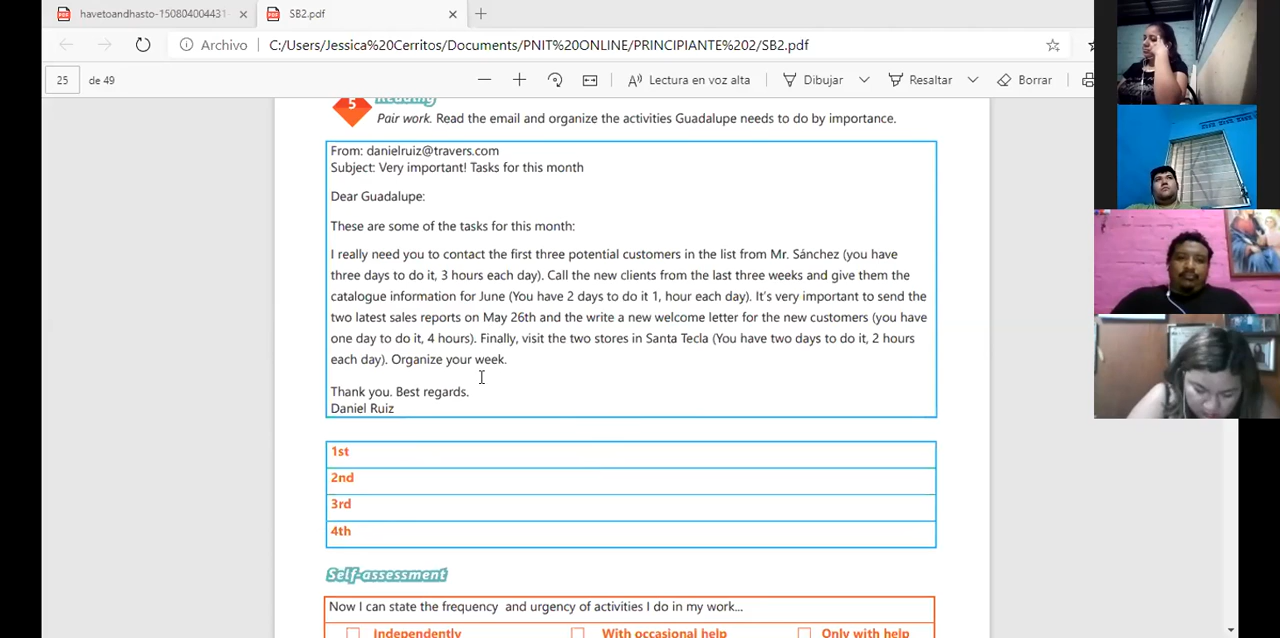 havetoandhasto-150804004431
SB2.pdf
Archivo
C:/Users/Jessica%20Cerritos/Documents/PNIT%20ONLINE/PRINCIPIANTE%202/SB2.pdf
25
de 49
Lectura en voz alta
Dibujar
Resaltar
Borrar
5
Reading
Pair work. Read the email and organize the activities Guadalupe needs to do by importance.
From: danielruiz@travers.com
Subject: Very important! Tasks for this month
Dear Guadalupe:
These are some of the tasks for this month:
I really need you to contact the first three potential customers in the list from Mr. Sánchez (you have
three days to do it, 3 hours each day). Call the new clients from the last three weeks and give them the
catalogue information for June (You have 2 days to do it 1, hour each day). It's very important to send the
two latest sales reports on May 26th and the write a new welcome letter for the new customers (you have
one day to do it, 4 hours). Finally, visit the two stores in Santa Tecla (You have two days to do it, 2 hours
each day). Organize your week.
Thank you. Best regards.
Daniel Ruiz
1st
2nd
3rd
4th
Self-assessment
Now I can state the frequency and urgency of activities I do in my work...
Independently
With occasional help
Only with help